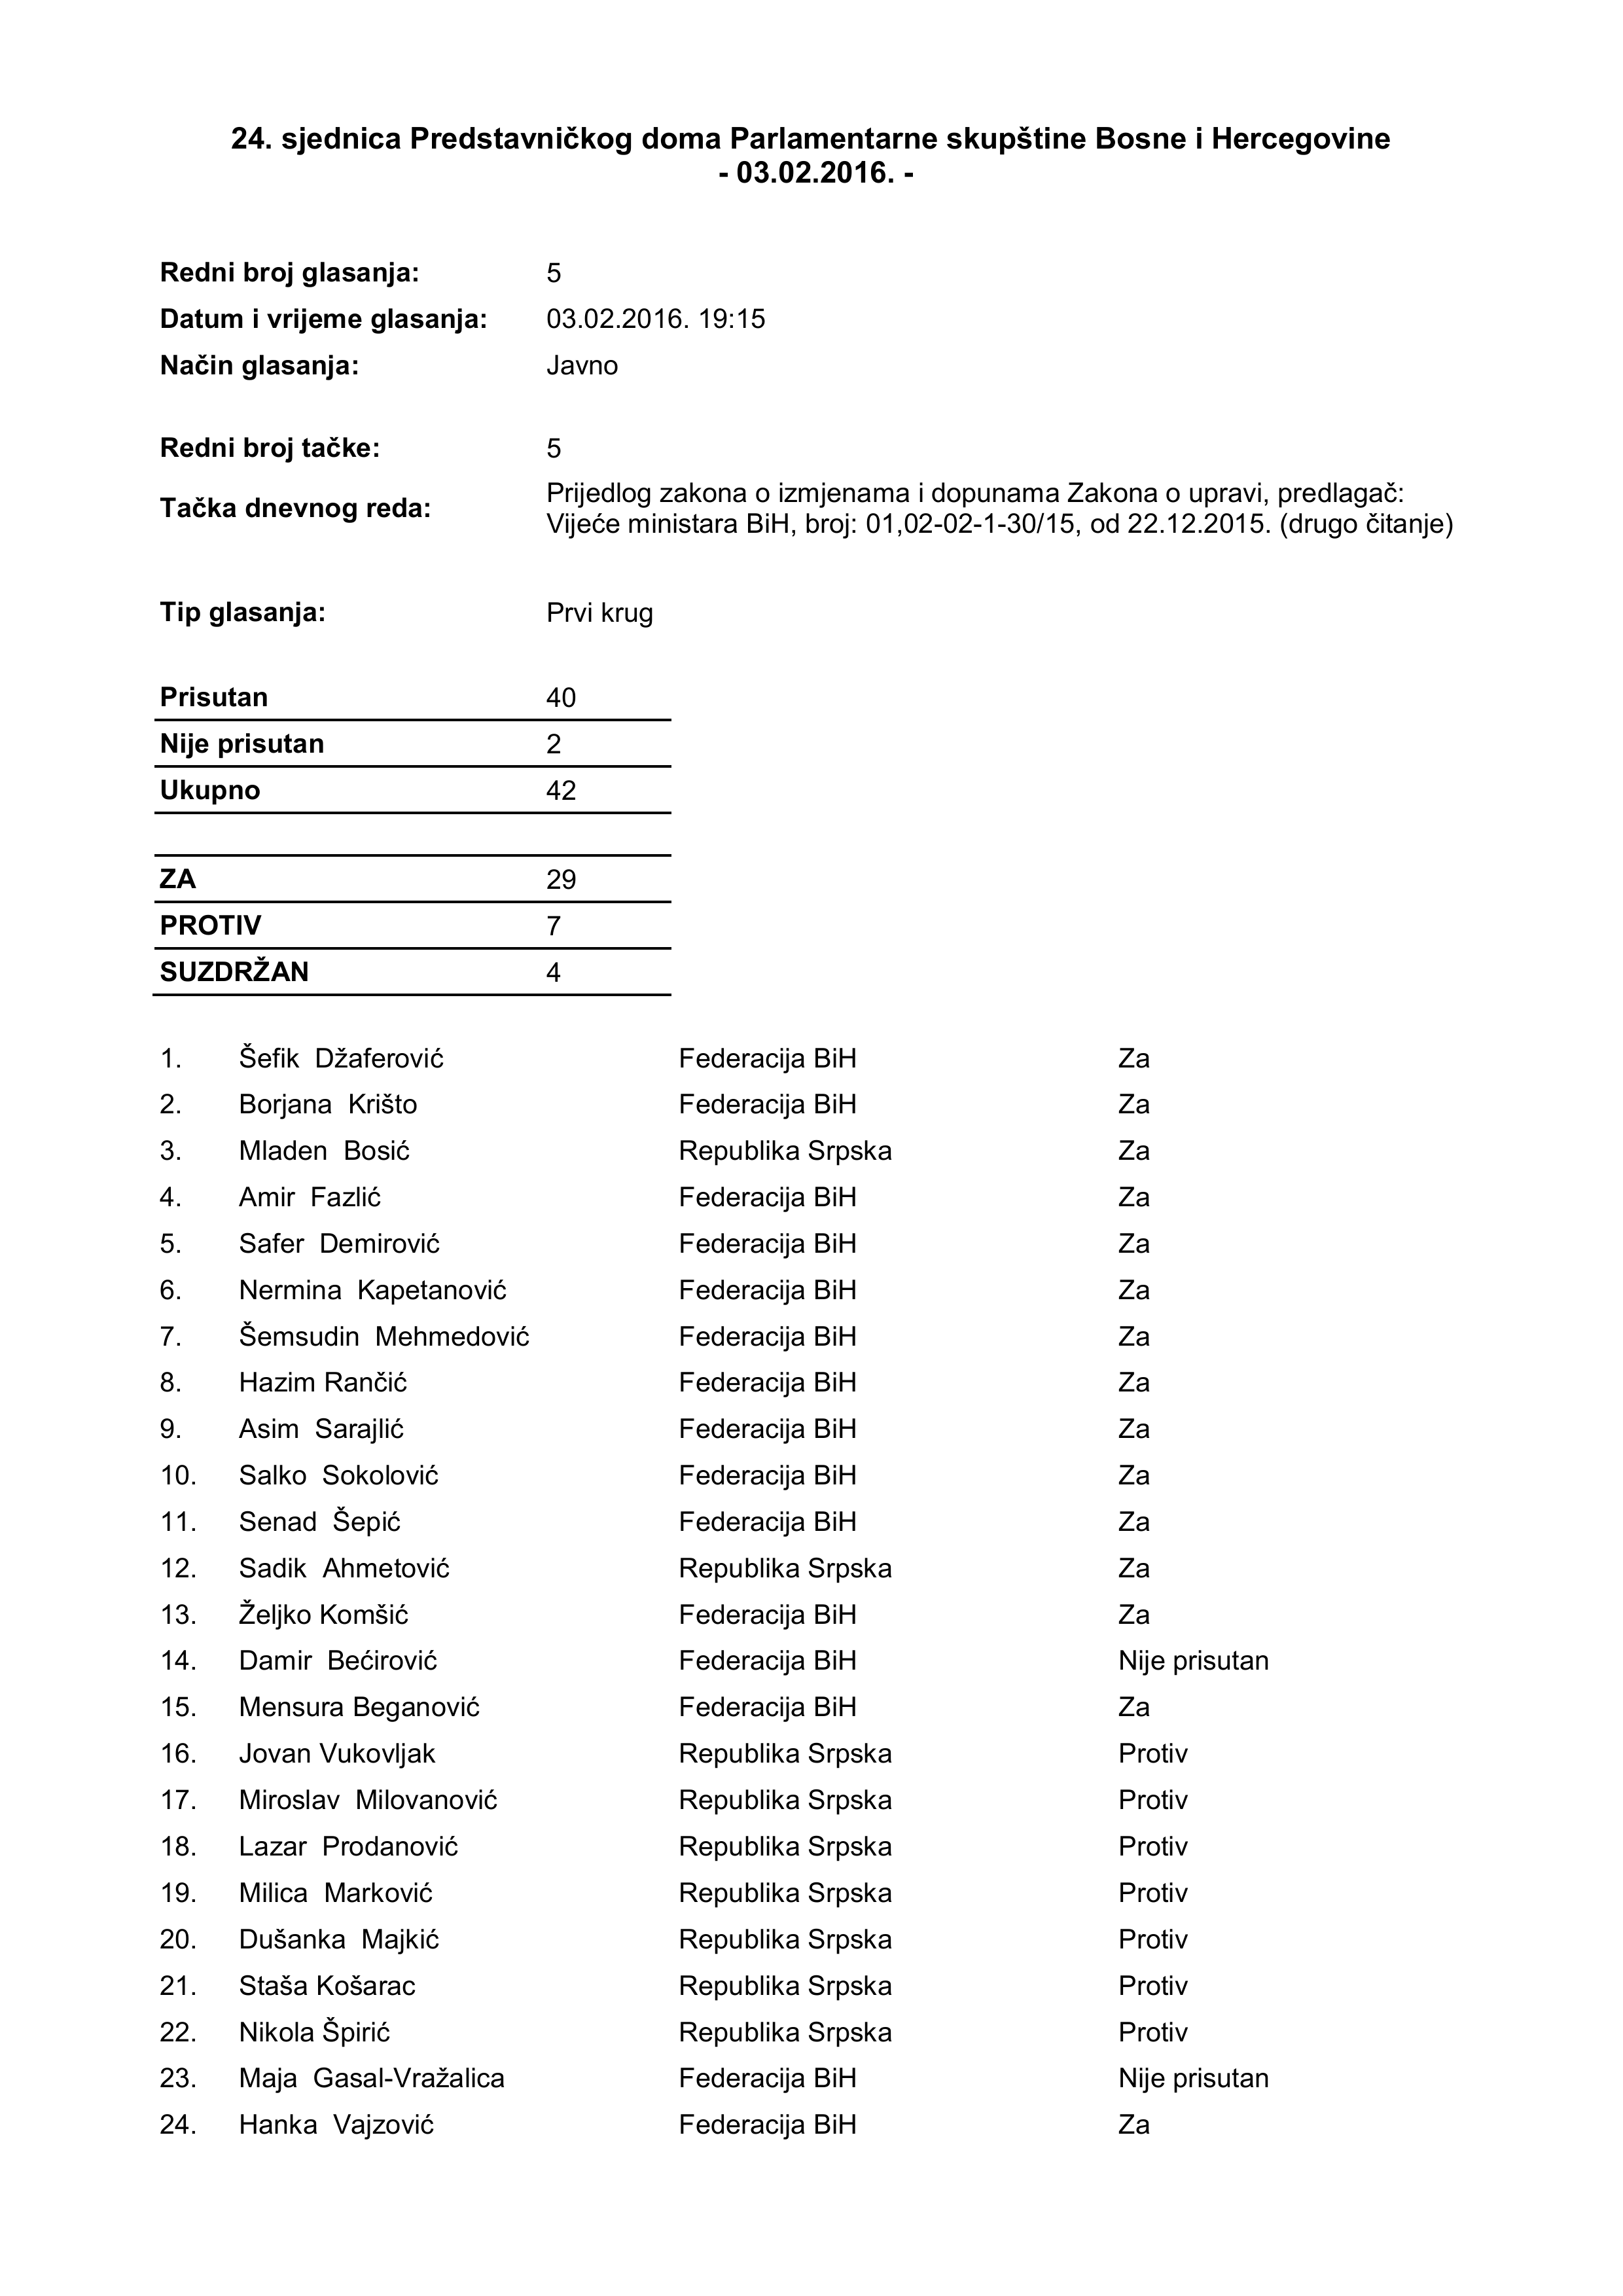 24. sjednica Predstavničkog doma Parlamentarne skupštine Bosne i Hercegovine
- 03.02.2016. -
Redni broj glasanja: 5
Datum i vrijeme glasanja: 03.02.2016. 19:15
Način glasanja: Javno
Redni broj tačke: 5
Tačka dnevnog reda: Prijedlog zakona o izmjenama i dopunama Zakona o upravi, predlagač:
Vijeće ministara BiH, broj: 01,02-02-1-30/15, od 22.12.2015. (drugo čitanje)
Tip glasanja: Prvi krug
Prisutan 40
Nije prisutan 2
Ukupno 42
ZA 29
PROTIV 7
SUZDRŽAN 4
1. Šefik Džaferović Federacija BiH Za
2. Borjana Krišto Federacija BiH Za
3. Mladen Bosić Republika Srpska Za
4. Amir Fazlić Federacija BiH Za
5. Safer Demirović Federacija BiH Za
6. Nermina Kapetanović Federacija BiH Za
7. Šemsudin Mehmedović Federacija BiH Za
8. Hazim Rančić Federacija BiH Za
9. Asim Sarajlić Federacija BiH Za
10. Salko Sokolović Federacija BiH Za
11. Senad Šepić Federacija BiH Za
12. Sadik Ahmetović Republika Srpska Za
13. Željko Komšić Federacija BiH Za
14. Damir Bećirović Federacija BiH Nije prisutan
15. Mensura Beganović Federacija BiH Za
16. Jovan Vukovljak Republika Srpska Protiv
17. Miroslav Milovanović Republika Srpska Protiv
18. Lazar Prodanović Republika Srpska Protiv
19. Milica Marković Republika Srpska Protiv
20. Dušanka Majkić Republika Srpska Protiv
21. Staša Košarac Republika Srpska Protiv
22. Nikola Špirić Republika Srpska Protiv
23. Maja Gasal-Vražalica Federacija BiH Nije prisutan
24. Hanka Vajzović Federacija BiH Za